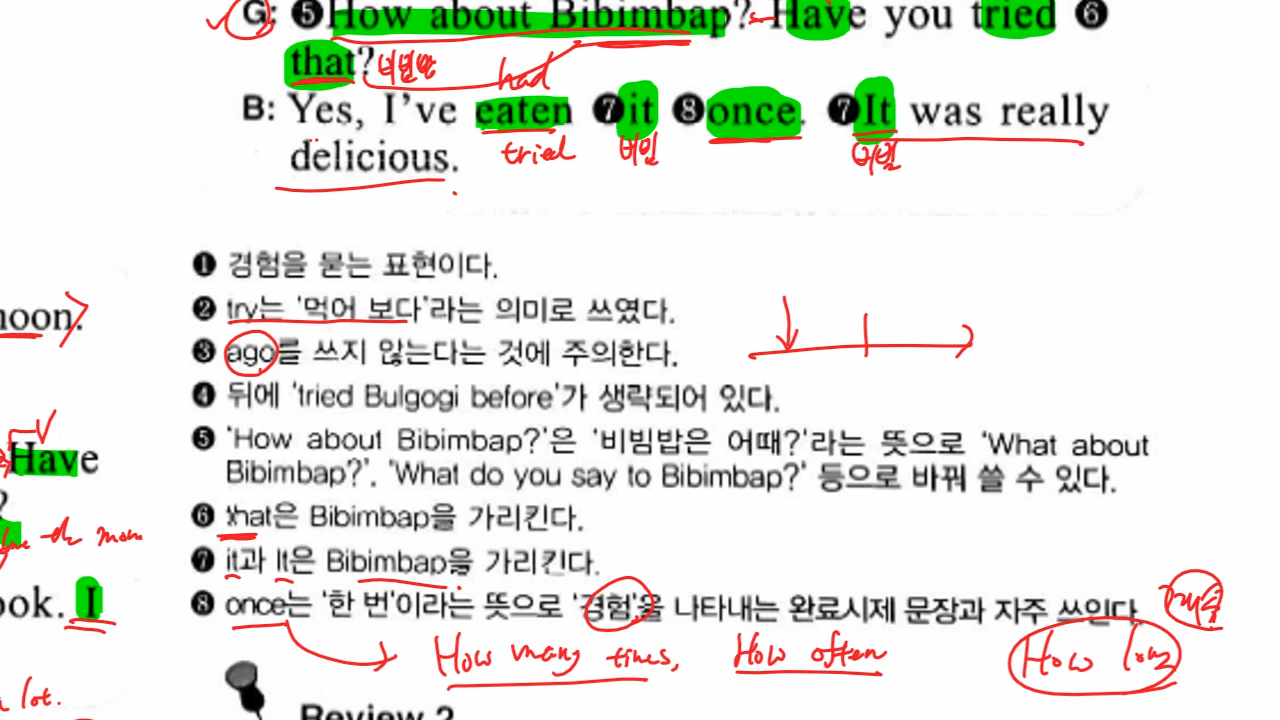 G: ❺How about Bibimbap? Have you tried ❻
that? 비빔밥
had
B: Yes, I've eaten ❼it ❽once. ❼It was really
tried 비빔 비빔
delicious.
❶ 경험을 묻는 표현이다.
❷ try는 '먹어 보다'라는 의미로 쓰였다.
noon.
❸ ago를 쓰지 않는다는 것에 주의한다.
❹ 뒤에 'tried Bulgogi before'가 생략되어 있다.
❺ 'How about Bibimbap?'은 '비빔밥은 어때?'라는 뜻으로 'What about
Have
Bibimbap?', 'What do you say to Bibimbap?' 등으로 바꿔 쓸 수 있다.
?
❻ that은 Bibimbap을 가리킨다.
❼ it과 It은 Bibimbap을 가리킨다.
ook. I
❽ once는 '한 번'이라는 뜻으로 '경험'을 나타내는 완료시제 문장과 자주 쓰인다.
How many times, How often How long
lot.
Review 2